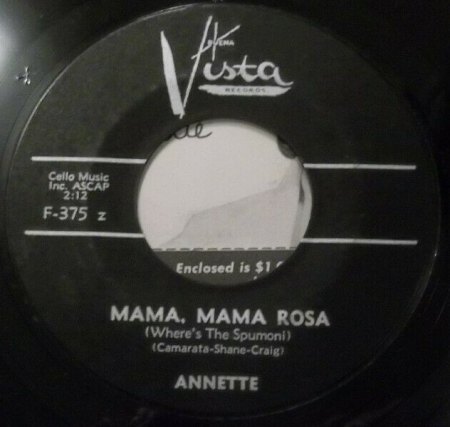 BUENA
Vista
RECORDS
Cello Music
Inc. ASCAP
2:12
F-375 z
Enclosed is $1
MAMA. MAMA ROSA
(Where's The Spumoni)
(Camarata-Shane-Craig)
ANNETTE